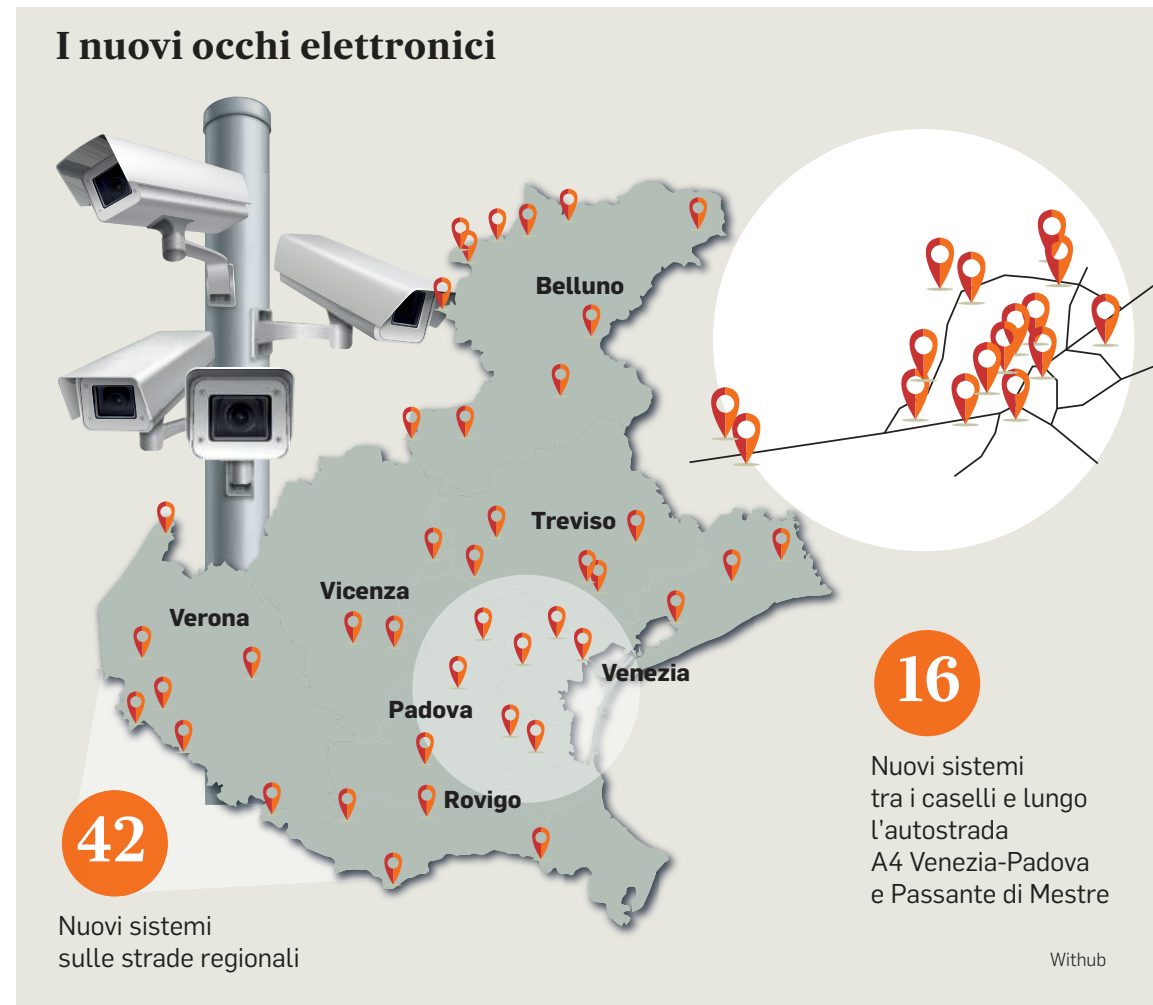 I nuovi occhi elettronici
Belluno
Treviso
Vicenza
Verona
Venezia
Padova
Rovigo
42
Nuovi sistemi
sulle strade regionali
16
Nuovi sistemi
tra i caselli e lungo
l’autostrada
A4 Venezia-Padova
e Passante di Mestre
Withub